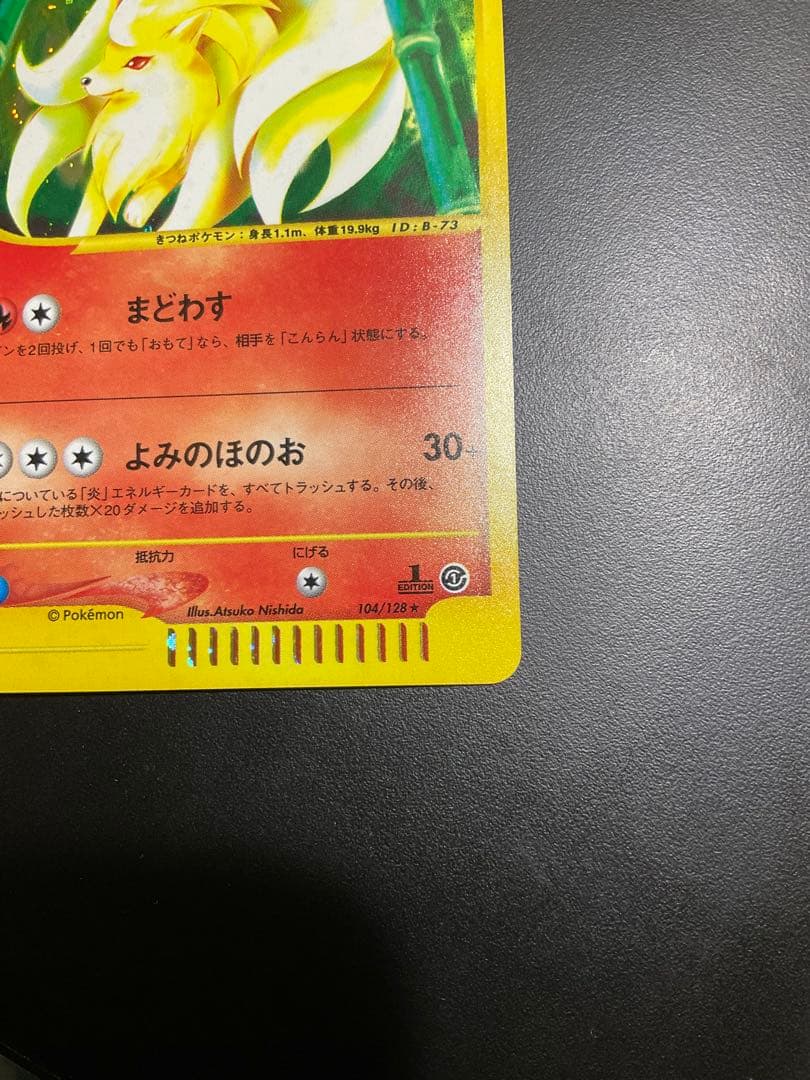 きつねポケモン：身長1.1m、体重19.9kg ID:B-73
まどわす
ンを2回投げ、1回でも「おもて」なら、相手を「こんらん」状態にする。
よみのほのお 30+
についている「炎」エネルギーカードを、すべてトラッシュする。その後、
ッシュした枚数×20ダメージを追加する。
抵抗力 にげる
1 EDITION 1
© Pokémon Illus.Atsuko Nishida 104/128★